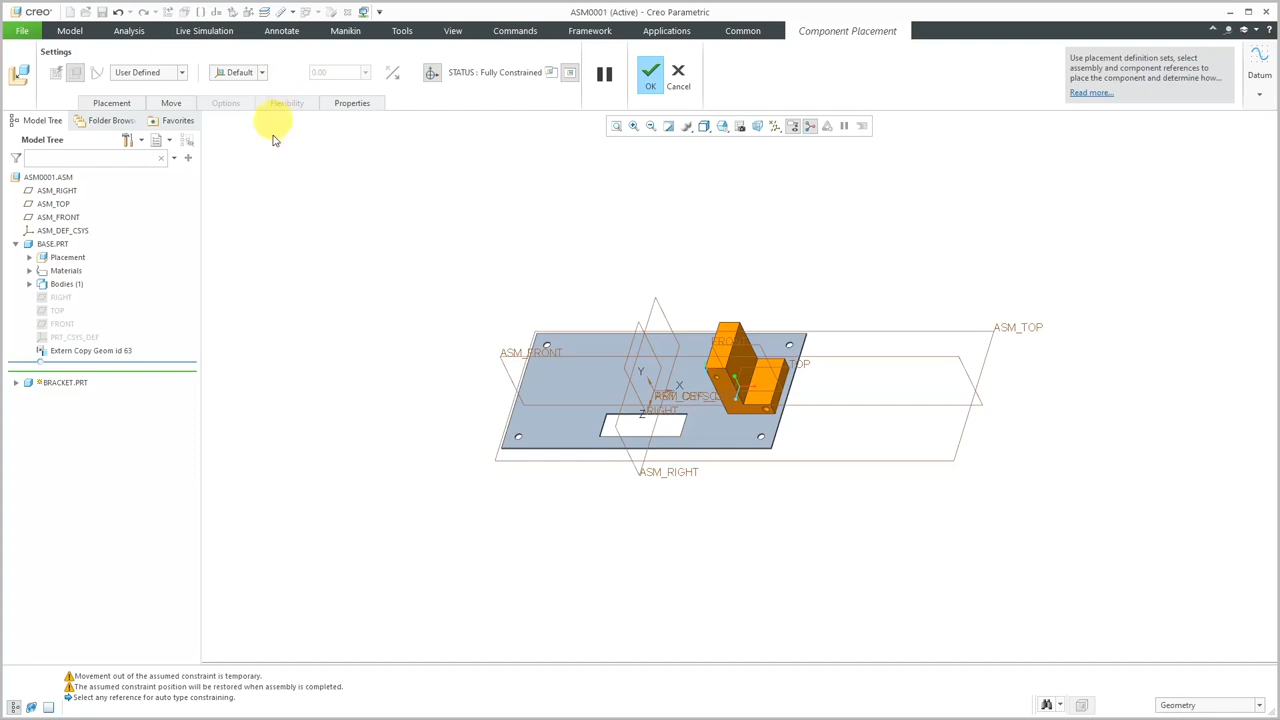 creo
ASM0001 (Active) - Creo Parametric
File
Model
Analysis
Live Simulation
Annotate
Manikin
Tools
View
Commands
Framework
Applications
Common
Component Placement
Settings
User Defined
Default
0.00
STATUS : Fully Constrained
OK
Cancel
Use placement definition sets, select
assembly and component references to
place the component and determine how...
Read more...
Datum
Placement
Move
Options
Flexibility
Properties
Model Tree
Folder Brows
Favorites
Model Tree
ASM0001.ASM
ASM_RIGHT
ASM_TOP
ASM_FRONT
ASM_DEF_CSYS
BASE.PRT
Placement
Materials
Bodies (1)
RIGHT
TOP
FRONT
PRT_CSYS_DEF
Extern Copy Geom id 63
BRACKET.PRT
ASM_TOP
ASM_FRONT
FRONT
TOP
Y
X
Z
RIGHT
ASM_RIGHT
Movement out of the assumed constraint is temporary.
The assumed constraint position will be restored when assembly is completed.
Select any reference for auto type constraining.
Geometry